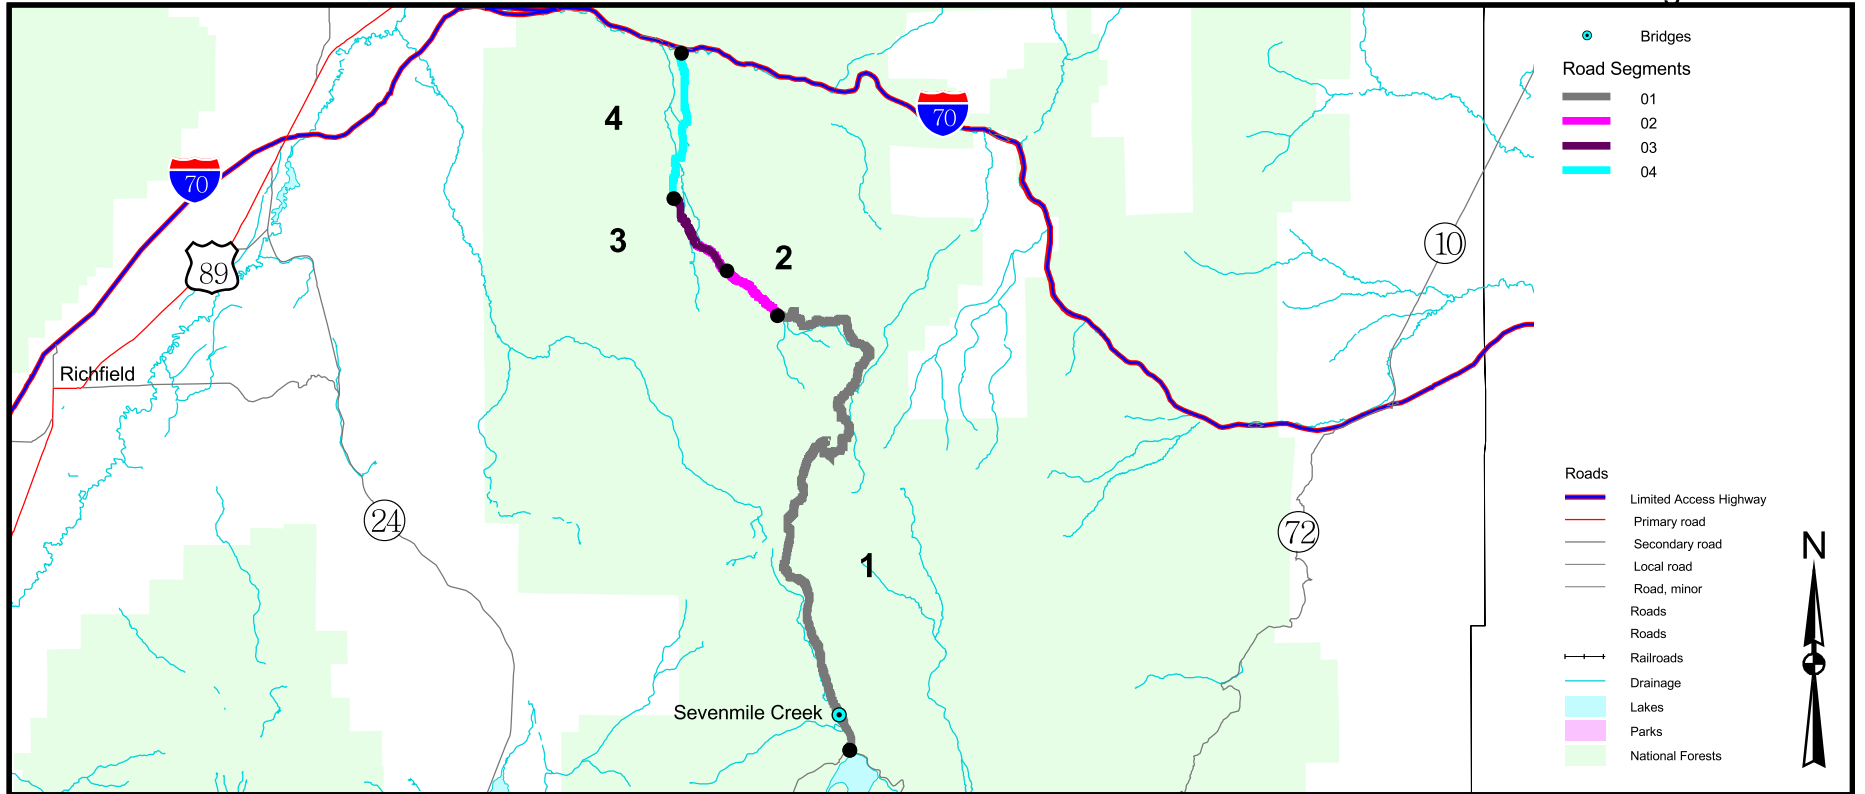 Bridges
Road Segments
01
02
03
04
4
70
70
3
2
10
89
Richfield
Roads
Limited Access Highway
Primary road
24
72
Secondary road
N
1
Local road
Road, minor
Roads
Roads
Railroads
Drainage
Sevenmile Creek
Lakes
Parks
National Forests